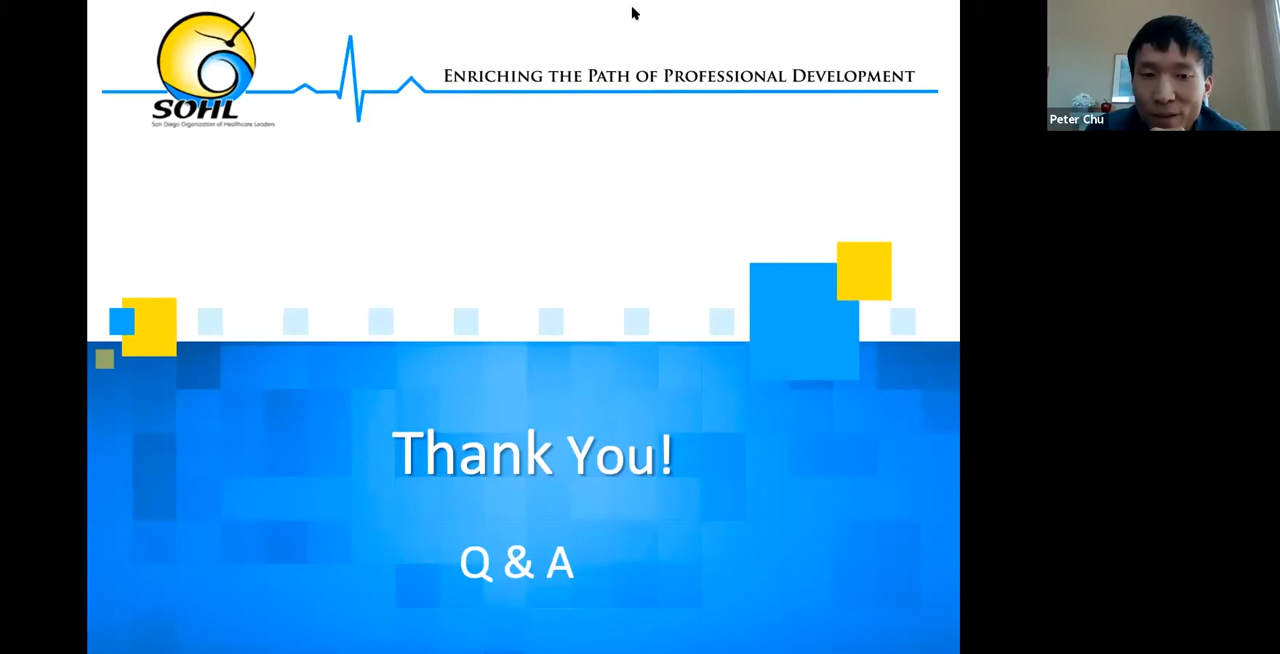 ENRICHING THE PATH OF PROFESSIONAL DEVELOPMENT
SOHL
San Diego Organization of Healthcare Leaders
Peter Chu
Thank You!
Q & A